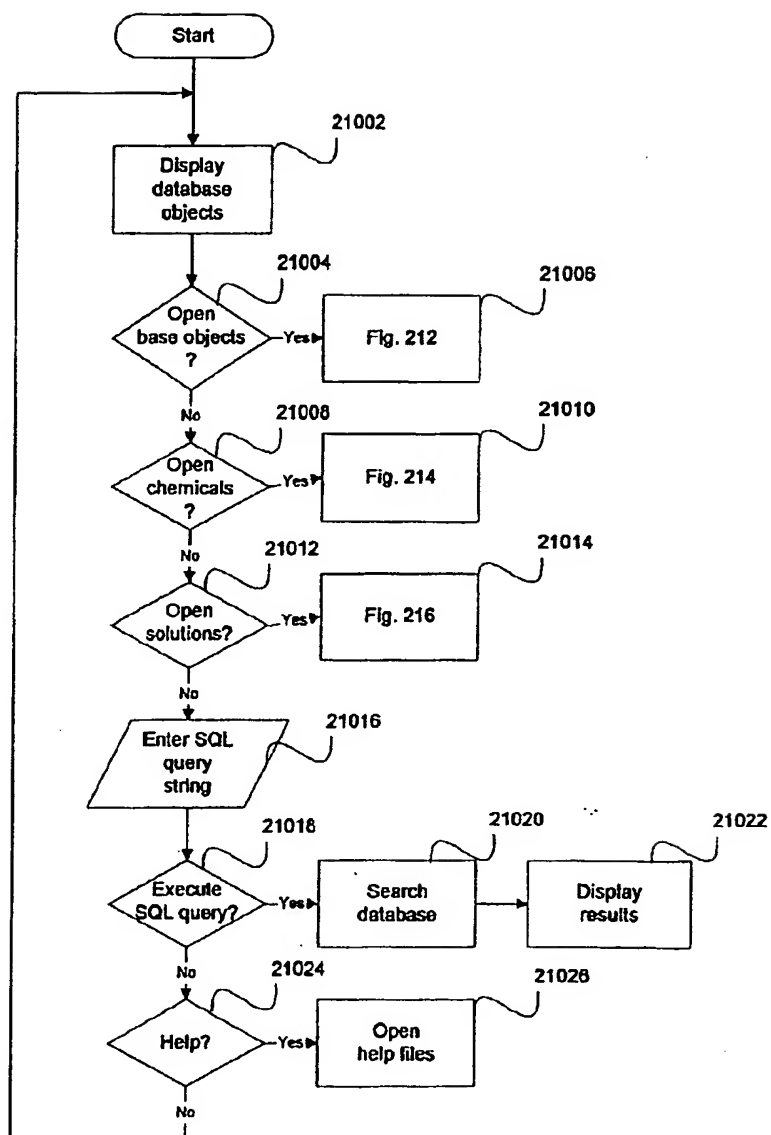 Start
21002
Display
database
objects
21004
Open
base objects
?
Yes
21006
Fig. 212
No
21008
Open
chemicals
?
Yes
21010
Fig. 214
No
21012
Open
solutions?
Yes
21014
Fig. 216
No
Enter SQL
query
string
21016
21018
Execute
SQL query?
Yes
21020
Search
database
21022
Display
results
No
21024
Help?
Yes
21026
Open
help files
No